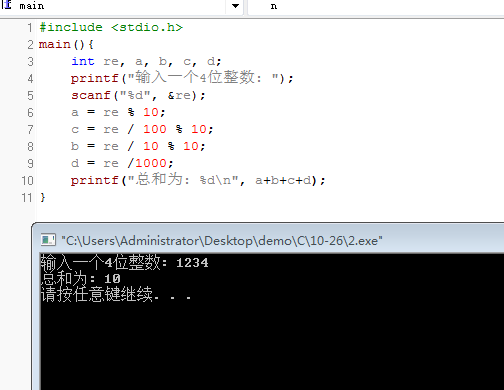 main n
1 #include <stdio.h>
2 main(){
3 int re, a, b, c, d;
4 printf("输入一个4位整数: ");
5 scanf("%d", &re);
6 a = re % 10;
7 c = re / 100 % 10;
8 b = re / 10 % 10;
9 d = re /1000;
10 printf("总和为: %d\n", a+b+c+d);
11 }
"C:\Users\Administrator\Desktop\demo\C\10-26\2.exe"
输入一个4位整数: 1234
总和为: 10
请按任意键继续. . .